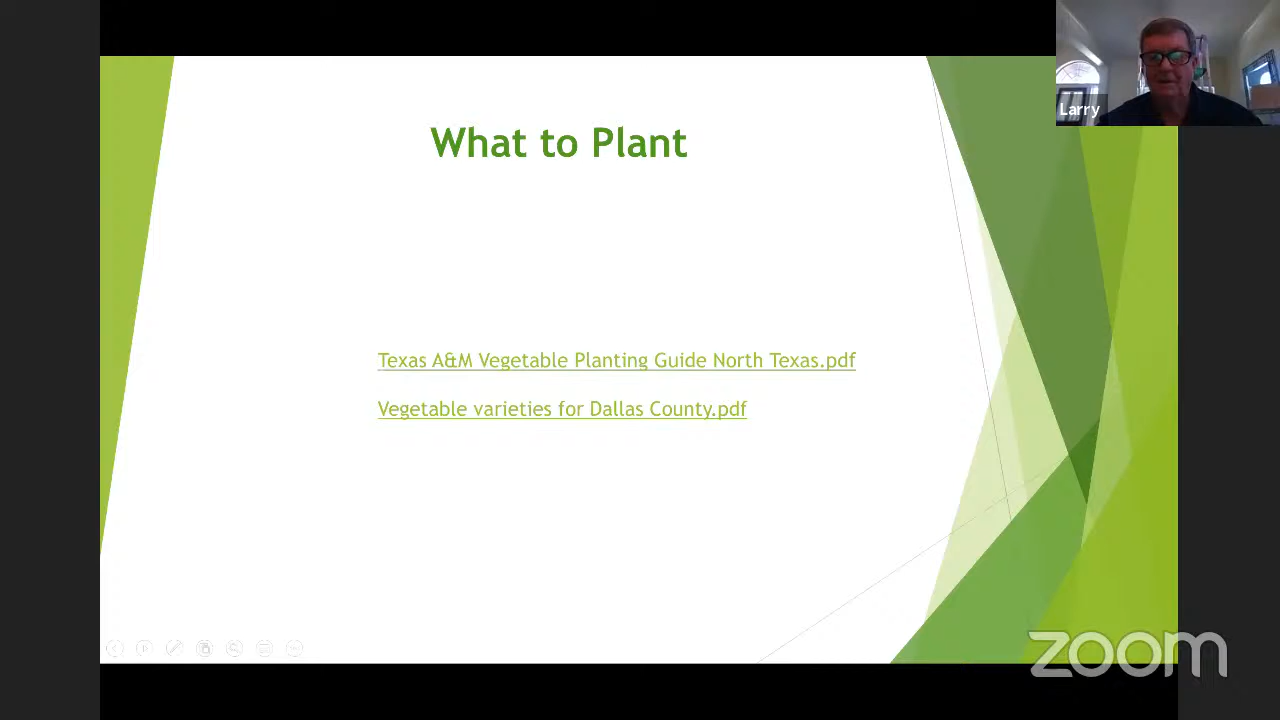 What to Plant
Larry
Texas A&M Vegetable Planting Guide North Texas.pdf
Vegetable varieties for Dallas County.pdf
zoom